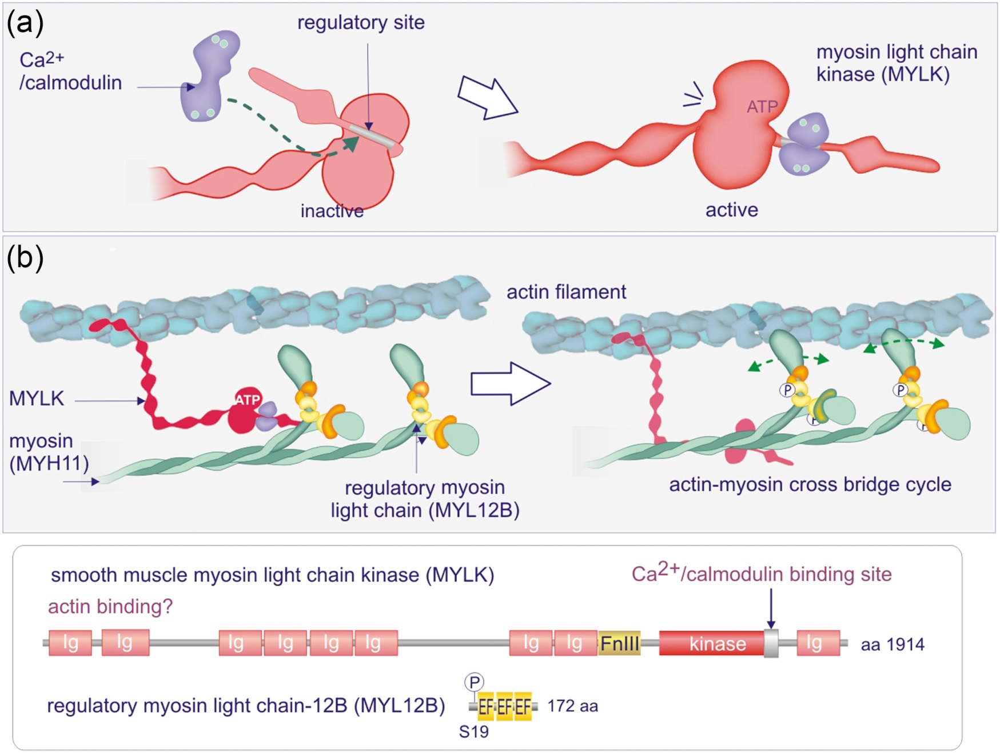 (a)
regulatory site
Ca2+
/calmodulin
myosin light chain
kinase (MYLK)
ATP
inactive
active
(b)
actin filament
MYLK
ATP
myosin
(MYH11)
regulatory myosin
light chain (MYL12B)
P
P
P
P
actin-myosin cross bridge cycle
smooth muscle myosin light chain kinase (MYLK)
Ca2+/calmodulin binding site
actin binding?
Ig Ig Ig Ig Ig Ig Ig Ig FnIII kinase Ig aa 1914
P
regulatory myosin light chain-12B (MYL12B) EF EF EF 172 aa
S19